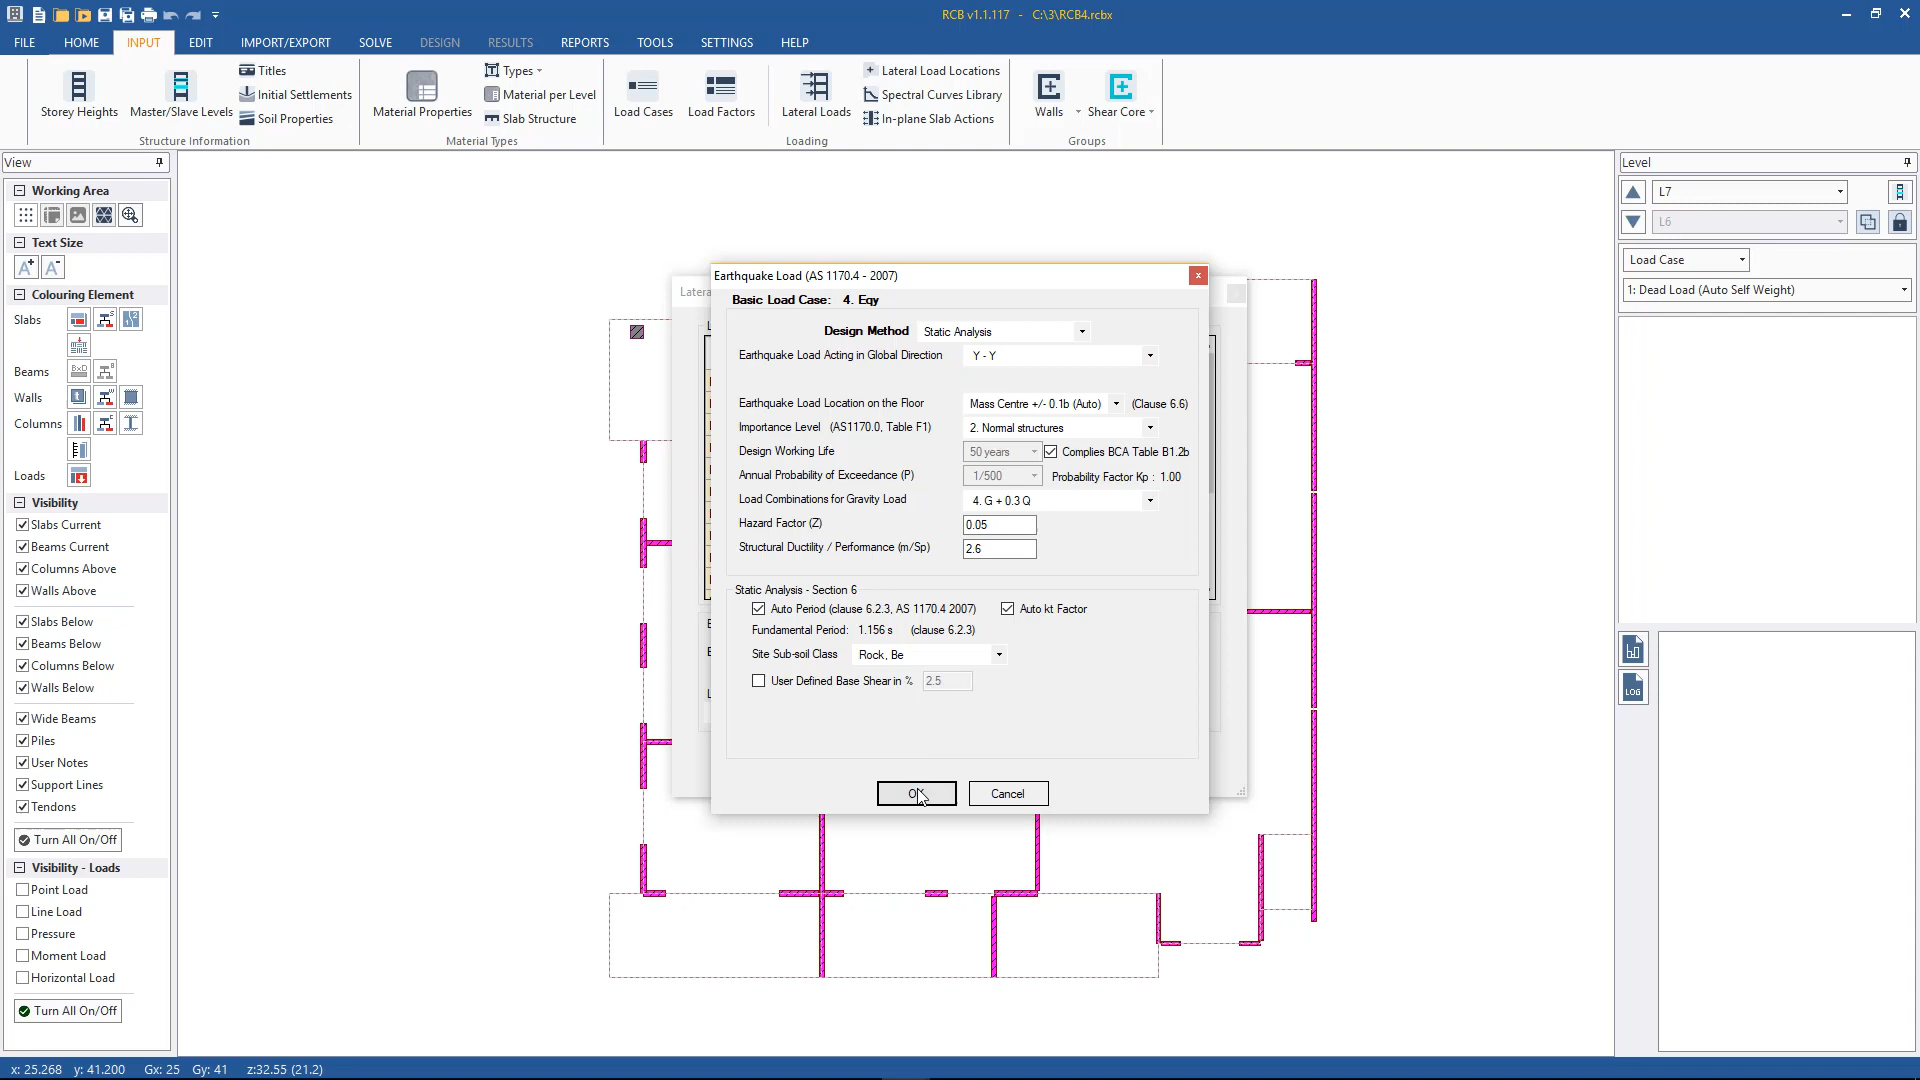 RCB v1.1.117 - C:\3\RCB4.rcbx
FILE HOME INPUT EDIT IMPORT/EXPORT SOLVE DESIGN RESULTS REPORTS TOOLS SETTINGS HELP
Storey Heights
Master/Slave Levels
Titles
Initial Settlements
Soil Properties
Structure Information
Material Properties
Types
Material per Level
Slab Structure
Material Types
Load Cases
Load Factors
Lateral Loads
Lateral Load Locations
Spectral Curves Library
In-plane Slab Actions
Loading
Walls
Shear Core
Groups
View
Working Area
Text Size
A+ A-
Colouring Element
Slabs
Beams
BxD
Walls
Columns
Loads
Visibility
Slabs Current
Beams Current
Columns Above
Walls Above
Slabs Below
Beams Below
Columns Below
Walls Below
Wide Beams
Piles
User Notes
Support Lines
Tendons
Turn All On/Off
Visibility - Loads
Point Load
Line Load
Pressure
Moment Load
Horizontal Load
Turn All On/Off
Latera
Earthquake Load (AS 1170.4 - 2007)
Basic Load Case: 4. Eqy
Design Method Static Analysis
Earthquake Load Acting in Global Direction Y - Y
Earthquake Load Location on the Floor Mass Centre +/- 0.1b (Auto) (Clause 6.6)
Importance Level (AS1170.0, Table F1) 2. Normal structures
Design Working Life 50 years Complies BCA Table B1.2b
Annual Probability of Exceedance (P) 1/500 Probability Factor Kp : 1.00
Load Combinations for Gravity Load 4. G + 0.3 Q
Hazard Factor (Z) 0.05
Structural Ductility / Performance (m/Sp) 2.6
Static Analysis - Section 6
Auto Period (clause 6.2.3, AS 1170.4 2007) Auto kt Factor
Fundamental Period: 1.156 s (clause 6.2.3)
Site Sub-soil Class Rock, Be
User Defined Base Shear in % 2.5
Cancel
Level
L7
L6
Load Case
1: Dead Load (Auto Self Weight)
LOG
x: 25.268 y: 41.200 Gx: 25 Gy: 41 z:32.55 (21.2)